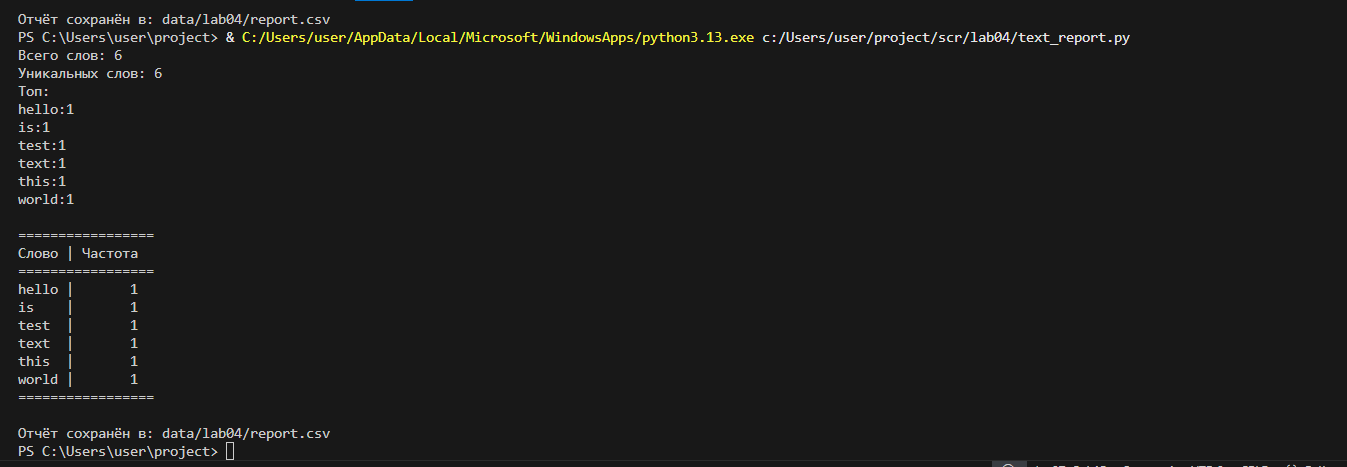 Отчёт сохранён в: data/lab04/report.csv
PS C:\Users\user\project> & C:/Users/user/AppData/Local/Microsoft/WindowsApps/python3.13.exe c:/Users/user/project/scr/lab04/text_report.py
Всего слов: 6
Уникальных слов: 6
Топ:
hello:1
is:1
test:1
text:1
this:1
world:1
=================
Слово | Частота
=================
hello |       1
is    |       1
test  |       1
text  |       1
this  |       1
world |       1
=================
Отчёт сохранён в: data/lab04/report.csv
PS C:\Users\user\project>